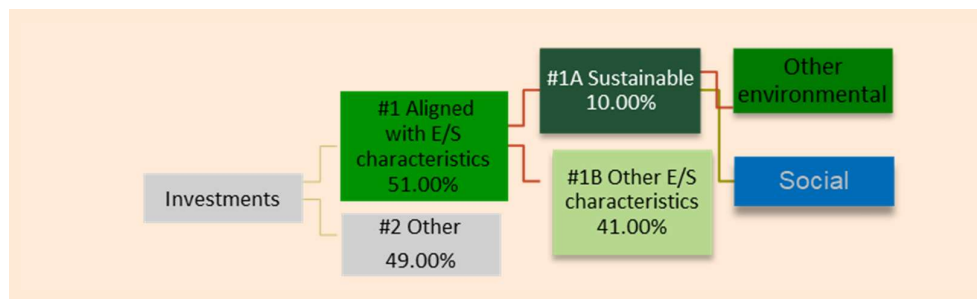 Investments
#1 Aligned
with E/S
characteristics
51.00%
#2 Other
49.00%
#1A Sustainable
10.00%
#1B Other E/S
characteristics
41.00%
Other
environmental
Social